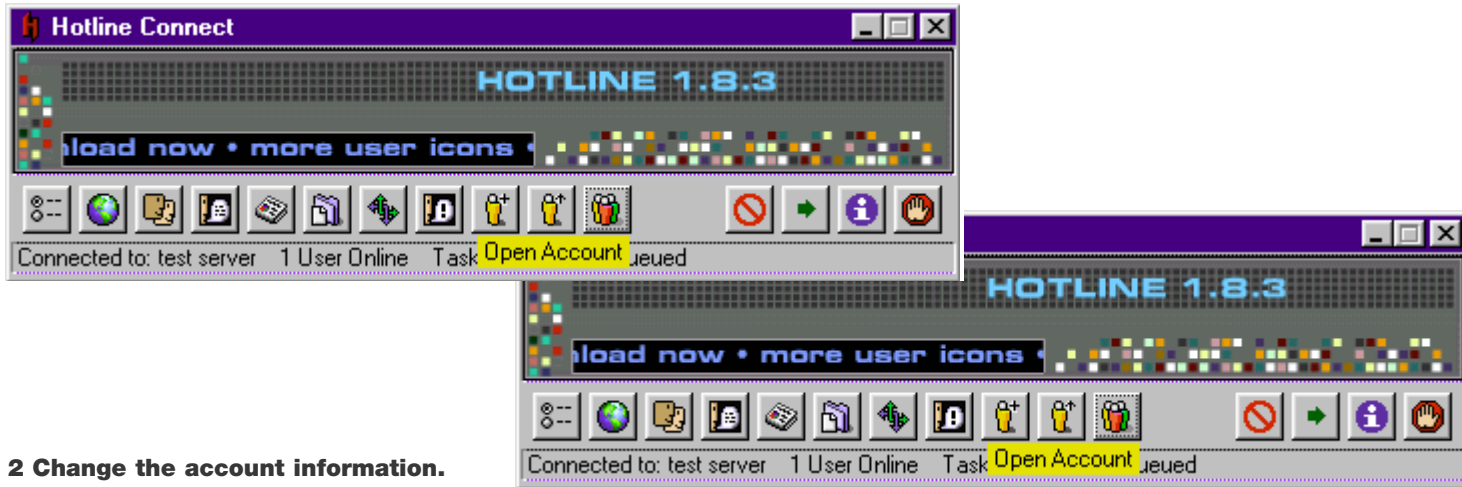 Hotline Connect
HOTLINE 1.8.3
load now • more user icons •
Connected to: test server 1 User Online Task Open Account ueued
HOTLINE 1.8.3
load now • more user icons •
Connected to: test server 1 User Online Task Open Account ueued
2 Change the account information.